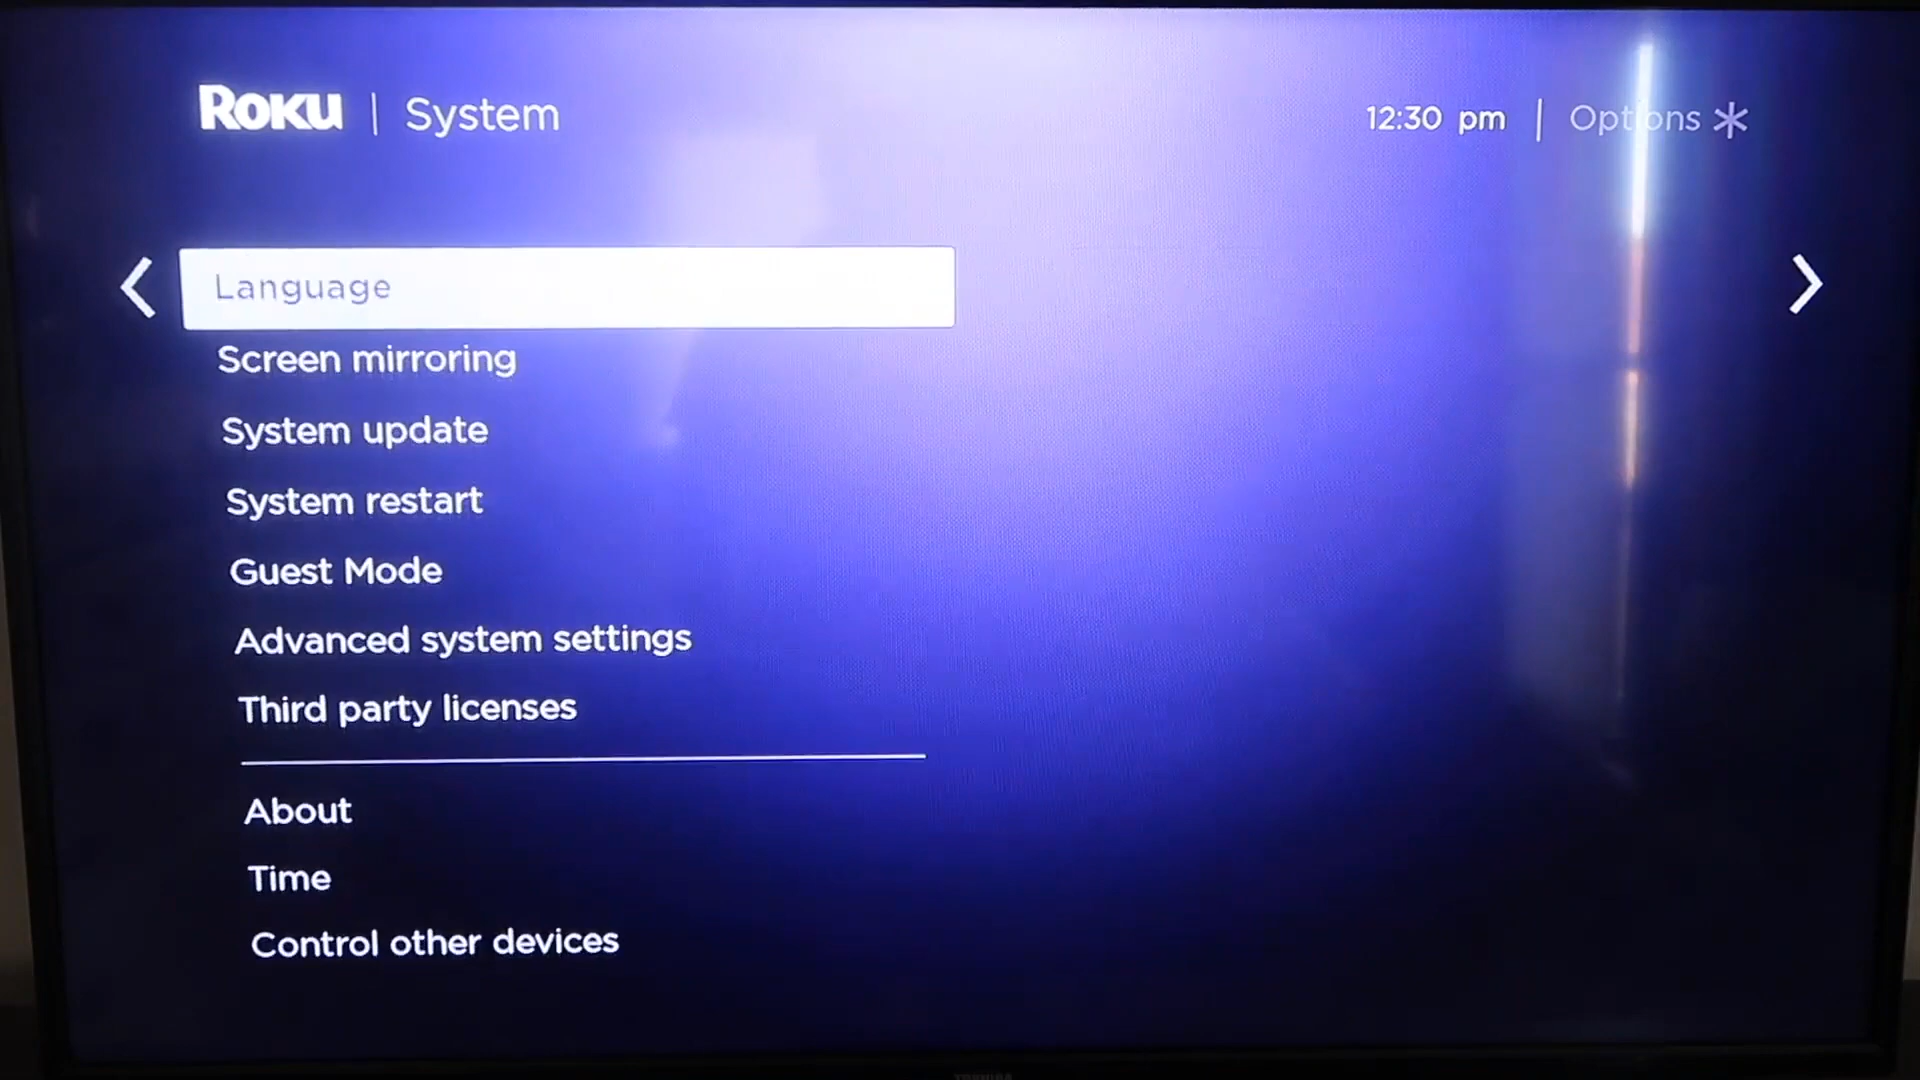 Roku | System
12:30 pm | Options *
Language
Screen mirroring
System update
System restart
Guest Mode
Advanced system settings
Third party licenses
About
Time
Control other devices
TOSHIBA